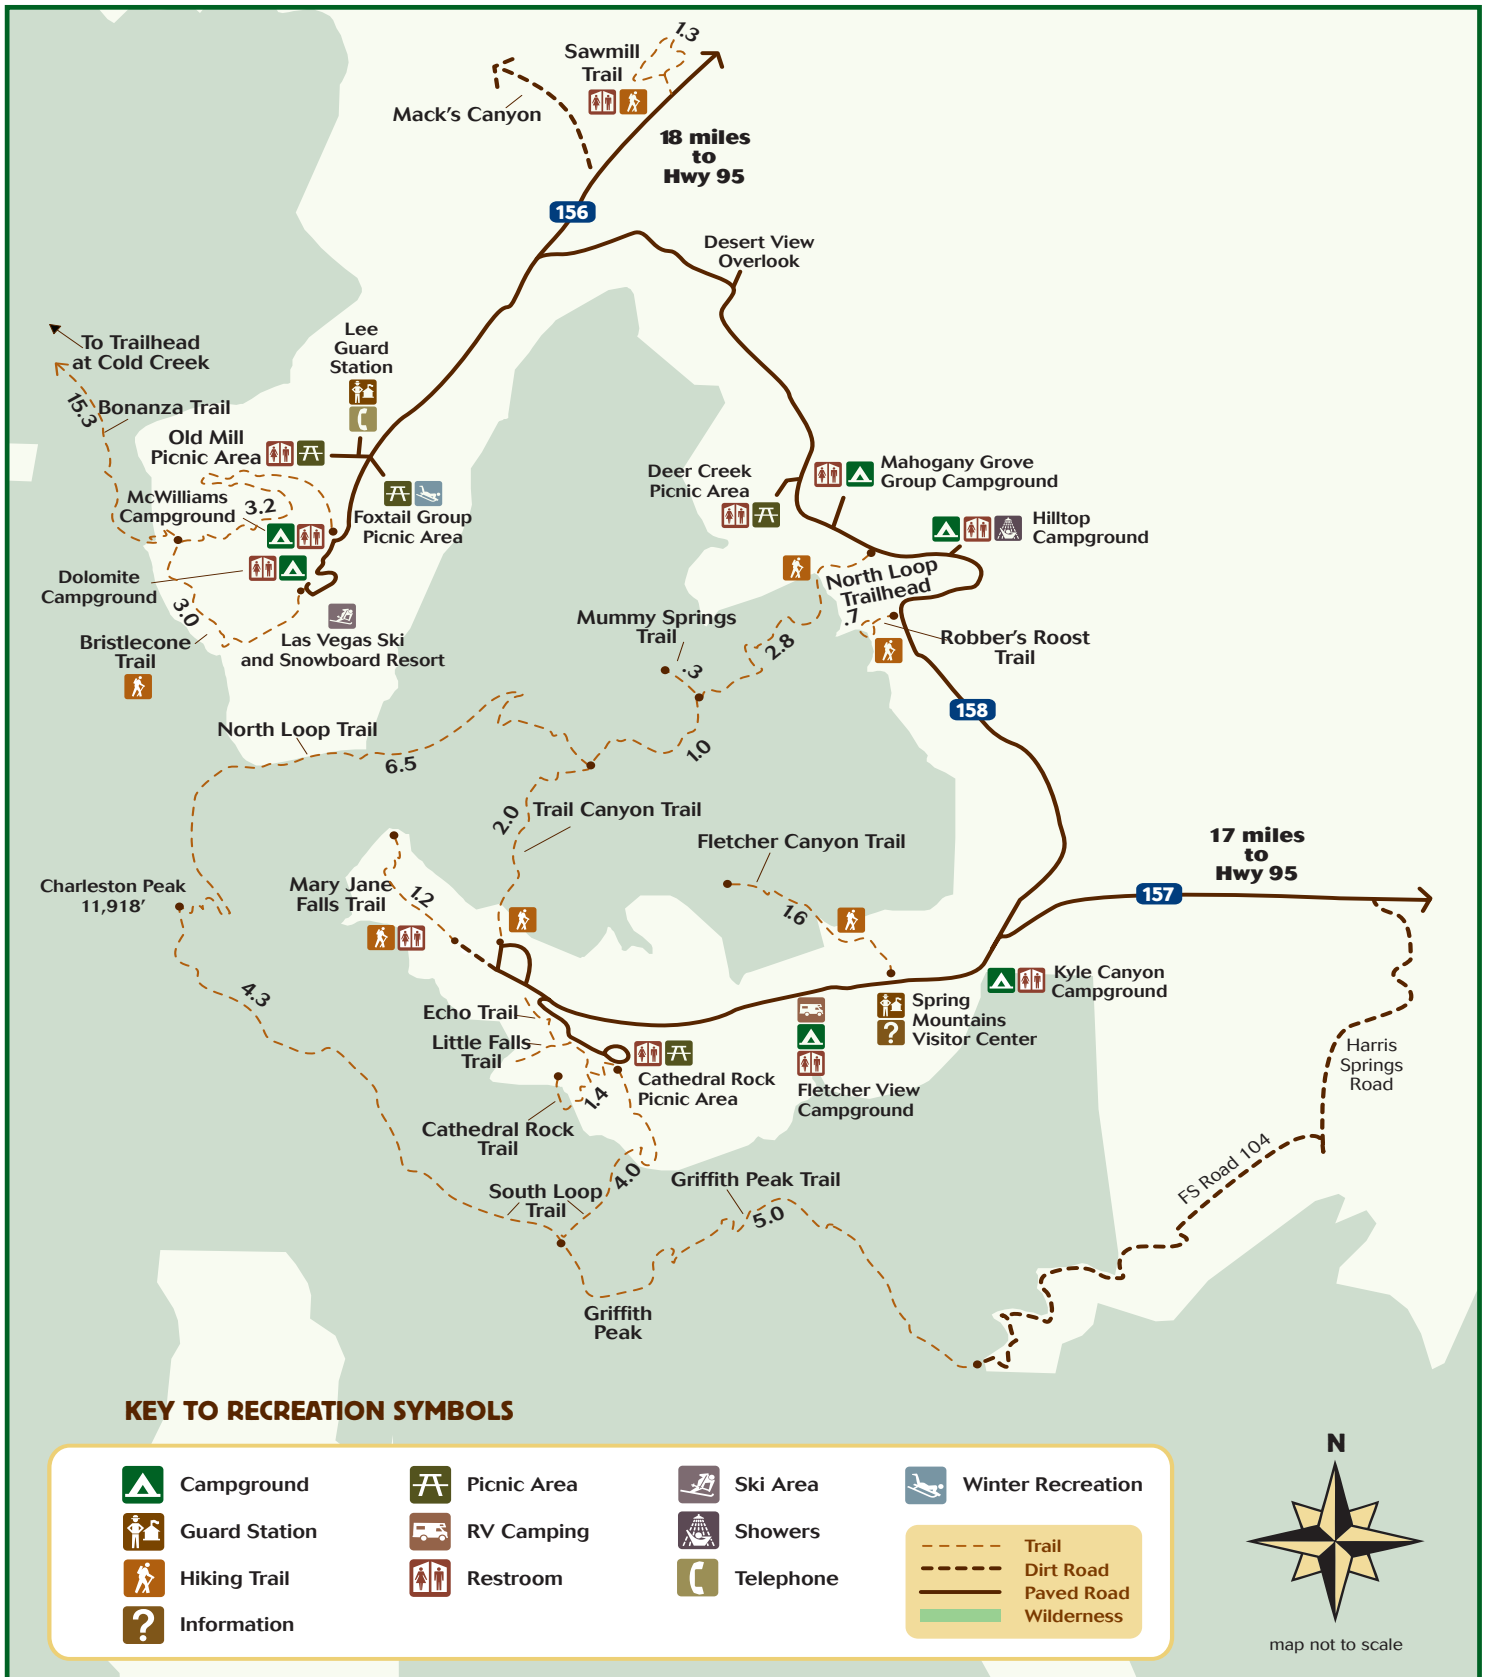 1.3
Sawmill
Trail
Mack's Canyon
18 miles
to
Hwy 95
156
Desert View
Overlook
To Trailhead
at Cold Creek
Lee
Guard
Station
15.3
Bonanza Trail
Old Mill
Picnic Area
McWilliams
Campground
3.2
Foxtail Group
Picnic Area
Deer Creek
Picnic Area
Mahogany Grove
Group Campground
Hilltop
Campground
Dolomite
Campground
3.0
Bristlecone
Trail
Las Vegas Ski
and Snowboard Resort
North Loop
Trailhead
.7
Robber's Roost
Trail
Mummy Springs
Trail
.3
2.8
158
North Loop Trail
6.5
1.0
2.0
Trail Canyon Trail
Fletcher Canyon Trail
1.6
17 miles
to
Hwy 95
157
Charleston Peak
11,918'
Mary Jane
Falls Trail
1.2
4.3
Echo Trail
Little Falls
Trail
Spring
Mountains
Visitor Center
Kyle Canyon
Campground
Cathedral Rock
Picnic Area
Fletcher View
Campground
Harris
Springs
Road
1.4
Cathedral Rock
Trail
FS Road 104
4.0
South Loop
Trail
Griffith Peak Trail
5.0
Griffith
Peak
KEY TO RECREATION SYMBOLS
Campground
Guard Station
Hiking Trail
? Information
Picnic Area
RV Camping
Restroom
Ski Area
Showers
Telephone
Winter Recreation
Trail
Dirt Road
Paved Road
Wilderness
N
map not to scale